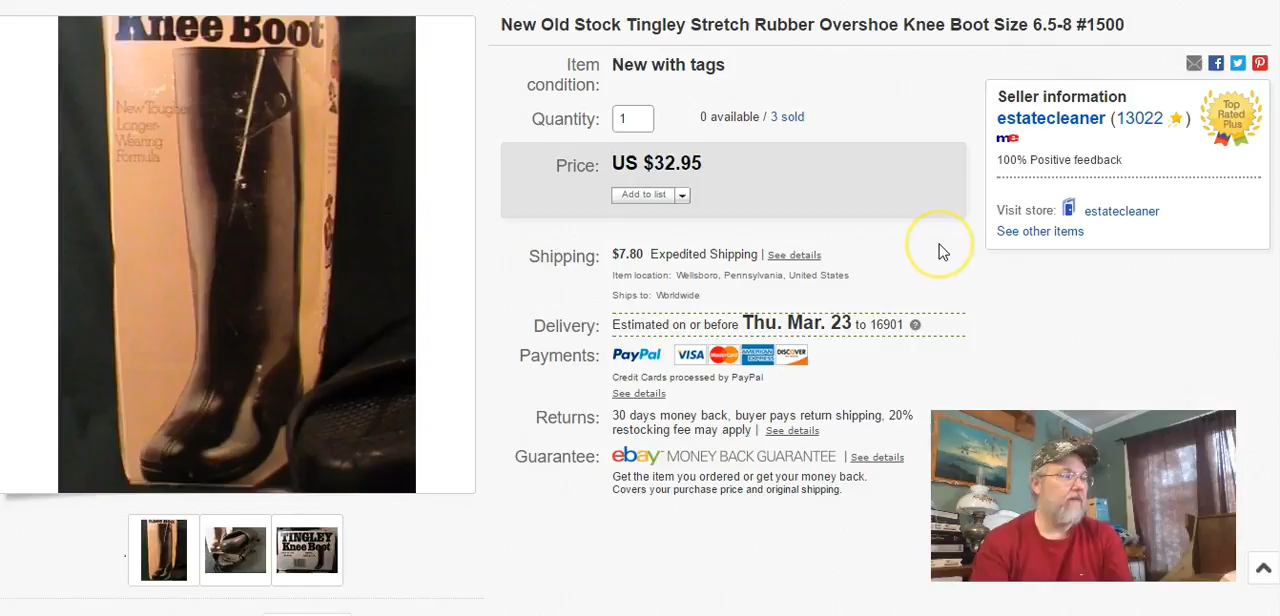 Knee Boot
New Tougher
Longer-
Wearing
Formula
TINGLEY
Knee Boot
New Old Stock Tingley Stretch Rubber Overshoe Knee Boot Size 6.5-8 #1500
Item condition: New with tags
Quantity: 1 0 available / 3 sold
Price: US $32.95
Add to list
Shipping: $7.80 Expedited Shipping | See details
Item location: Wellsboro, Pennsylvania, United States
Ships to: Worldwide
Delivery: Estimated on or before Thu. Mar. 23 to 16901 ?
Payments: PayPal VISA MasterCard AMERICAN EXPRESS DISCOVER
Credit Cards processed by PayPal
See details
Returns: 30 days money back, buyer pays return shipping, 20%
restocking fee may apply | See details
Guarantee: ebay MONEY BACK GUARANTEE | See details
Get the item you ordered or get your money back.
Covers your purchase price and original shipping.
Seller information
estatecleaner (13022 )
me
100% Positive feedback
Visit store: estatecleaner
See other items
Top
Rated
Plus